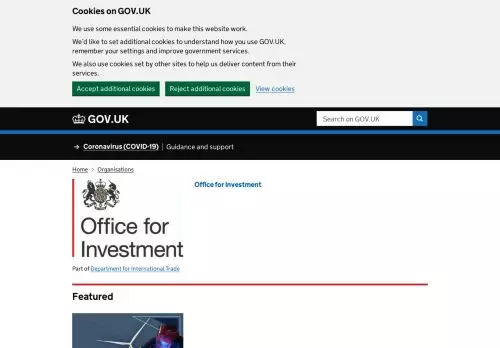 Cookies on GOV.UK
We use some essential cookies to make this website work.
We'd like to set additional cookies to understand how you use GOV.UK,
remember your settings and improve government services.
We also use cookies set by other sites to help us deliver content from their
services.
Accept additional cookies Reject additional cookies View cookies
GOV.UK Search on GOV.UK
→ Coronavirus (COVID-19) | Guidance and support
Home > Organisations
Office for
Investment
Office for Investment
Part of Department for International Trade
Featured